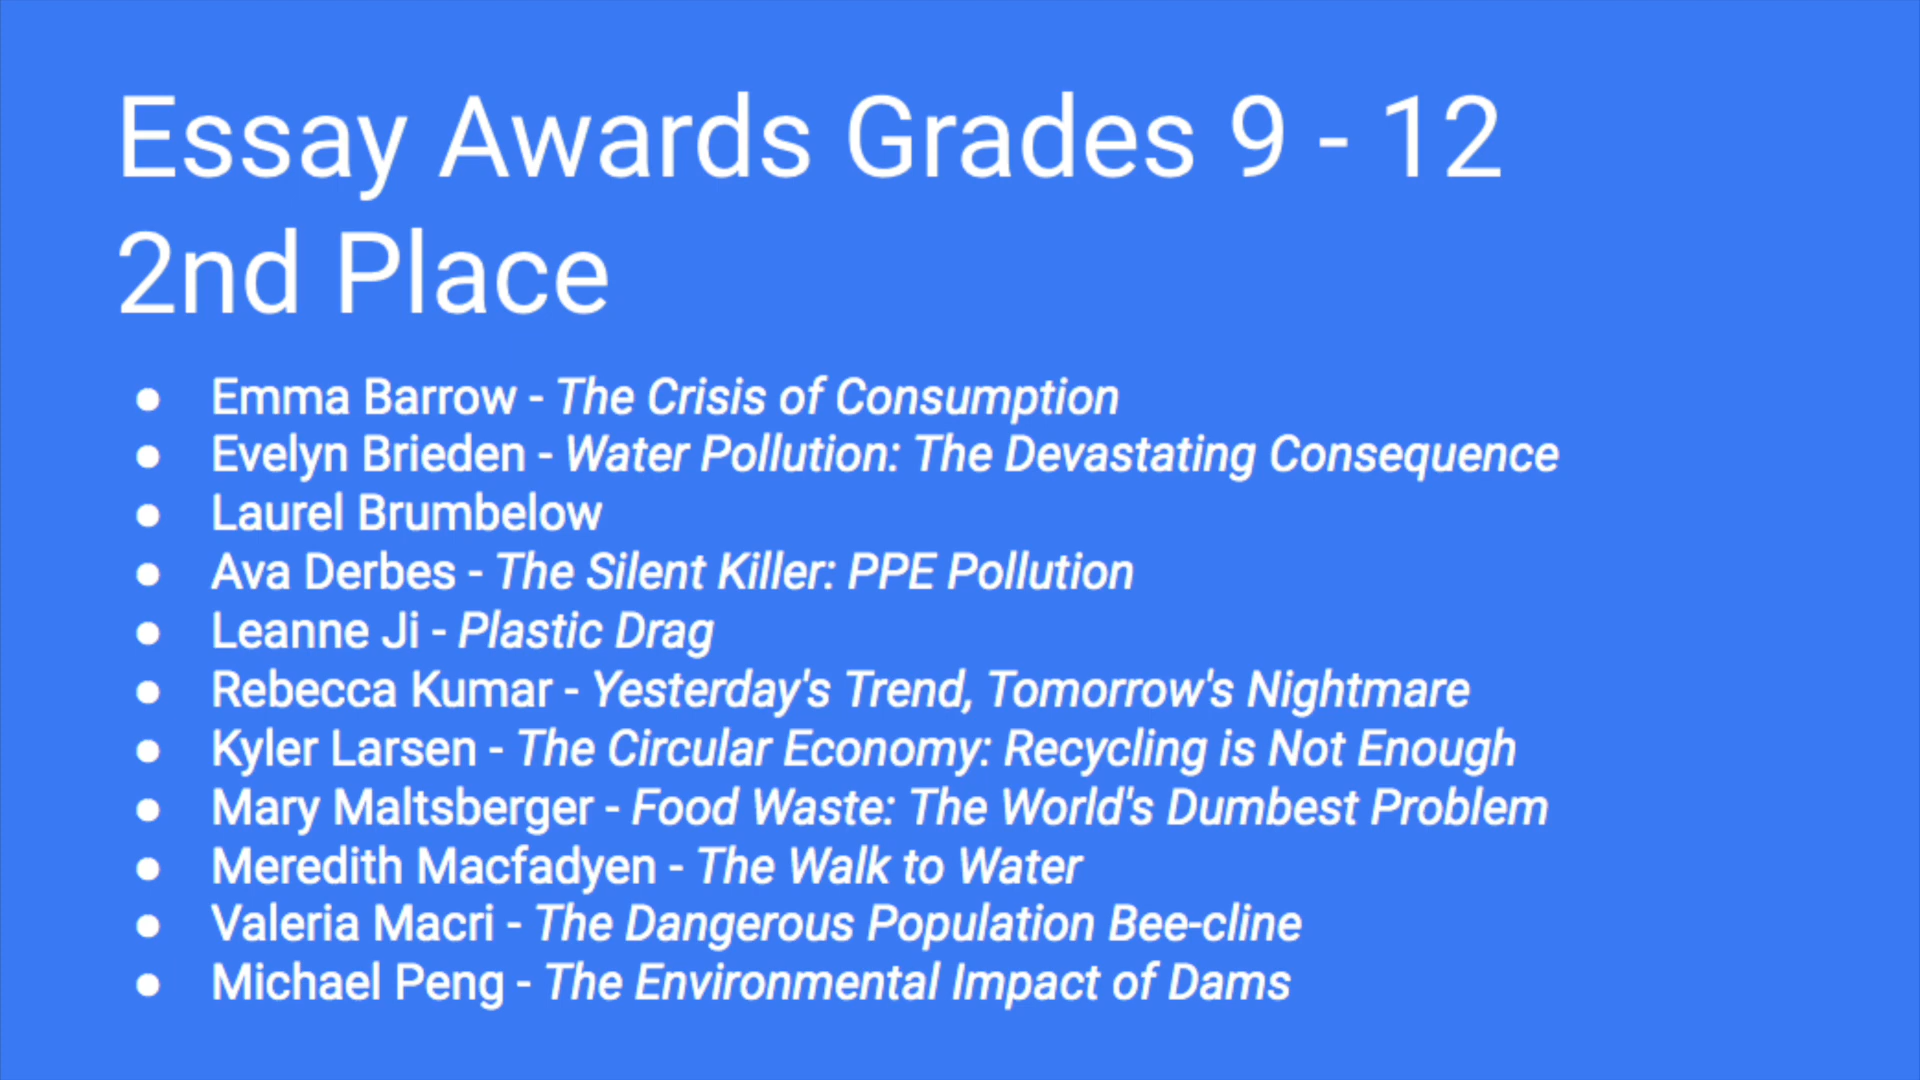 Essay Awards Grades 9 - 12
2nd Place
● Emma Barrow - The Crisis of Consumption
● Evelyn Brieden - Water Pollution: The Devastating Consequence
● Laurel Brumbelow
● Ava Derbes - The Silent Killer: PPE Pollution
● Leanne Ji - Plastic Drag
● Rebecca Kumar - Yesterday's Trend, Tomorrow's Nightmare
● Kyler Larsen - The Circular Economy: Recycling is Not Enough
● Mary Maltsberger - Food Waste: The World's Dumbest Problem
● Meredith Macfadyen - The Walk to Water
● Valeria Macri - The Dangerous Population Bee-cline
● Michael Peng - The Environmental Impact of Dams